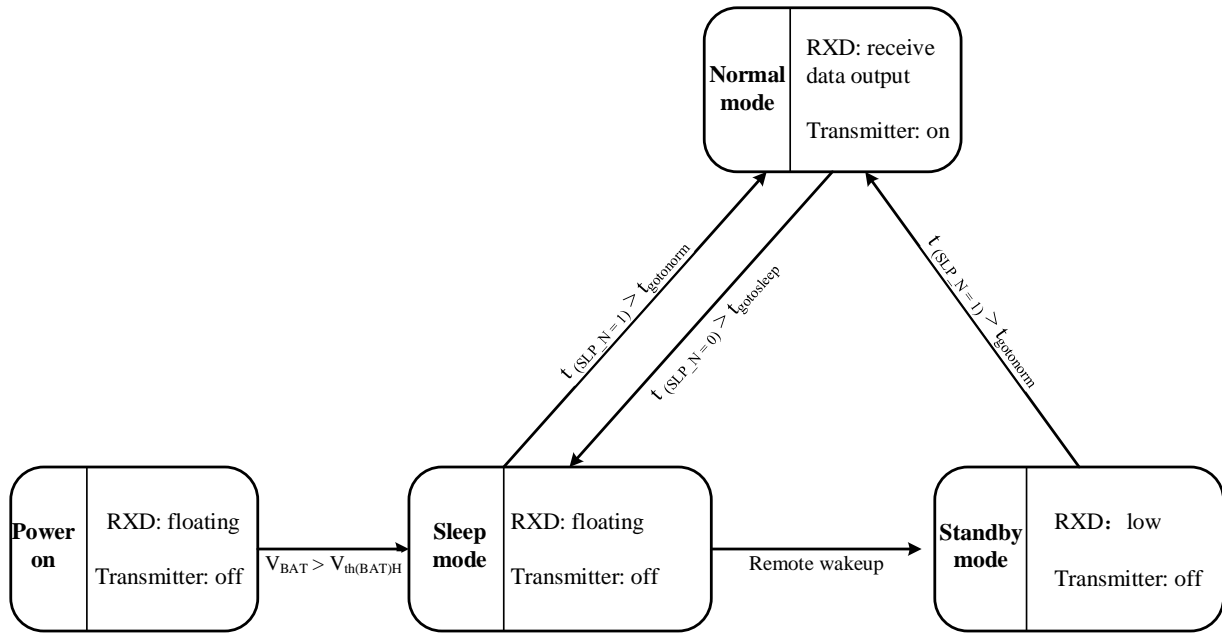 Normal
mode
RXD: receive
data output
Transmitter: on
t (SLP_N = 1) > tgotonorm
t (SLP_N = 0) > tgotosleep
t (SLP_N = 1) > tgotonorm
Power
on
RXD: floating
Transmitter: off
VBAT > Vth(BAT)H
Sleep
mode
RXD: floating
Transmitter: off
Remote wakeup
Standby
mode
RXD：low
Transmitter: off